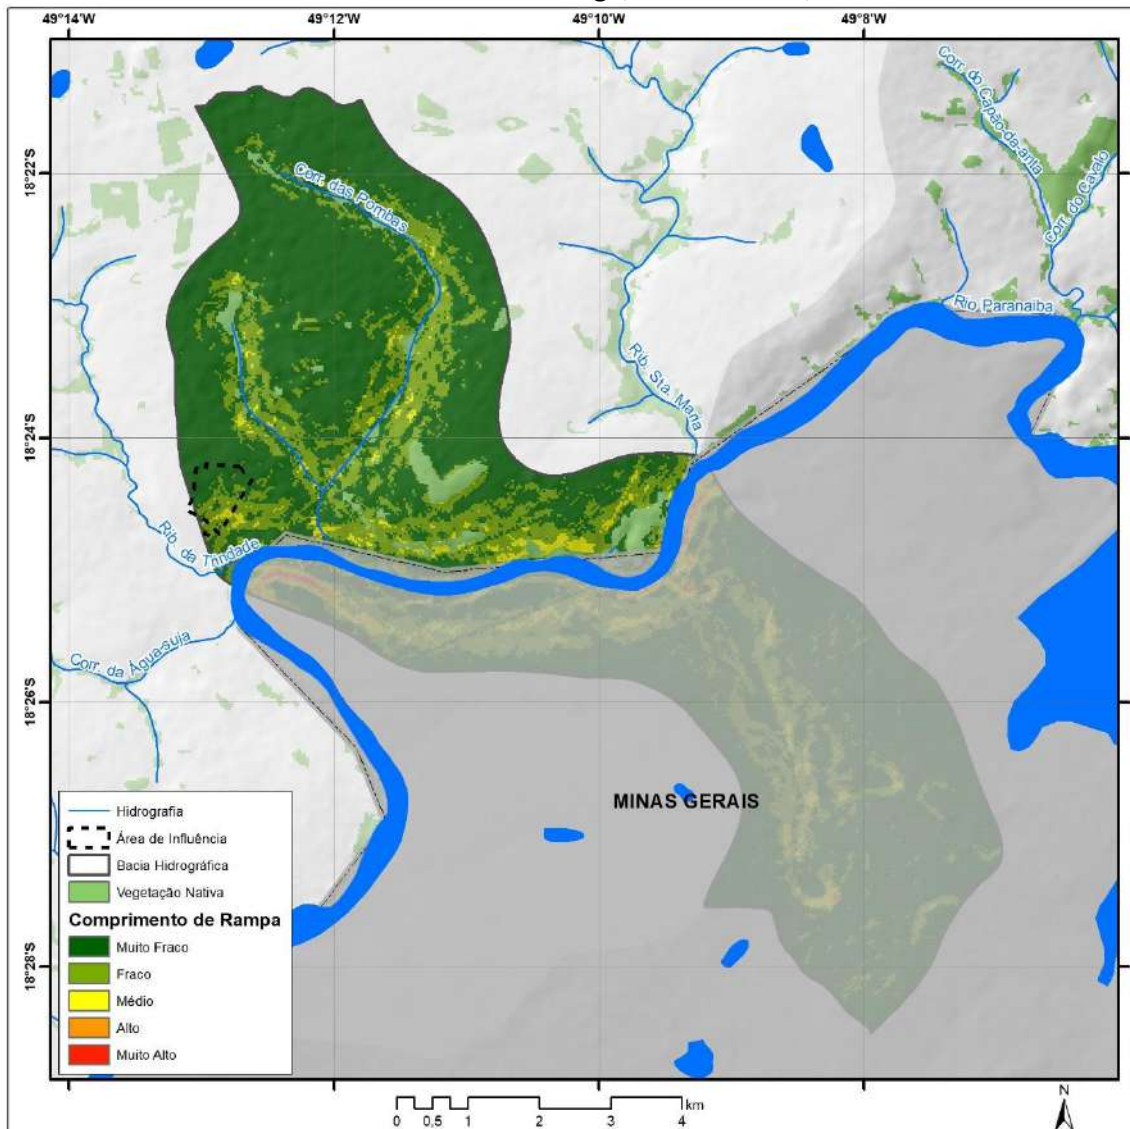 49°14'W
49°12'W
49°10'W
49°8'W
18°22'S
18°24'S
18°26'S
18°28'S
Corr. do Capão-da-anta
Corr. do Cavalo
Corr. das Pombas
Rio Paranaíba
Rib. Sta. Maria
Rib. da Trindade
Corr. da Água-suja
MINAS GERAIS
Hidrografia
Área de Influência
Bacia Hidrográfica
Vegetação Nativa
Comprimento de Rampa
Muito Fraco
Fraco
Médio
Alto
Muito Alto
km
0 0,5 1 2 3 4
N